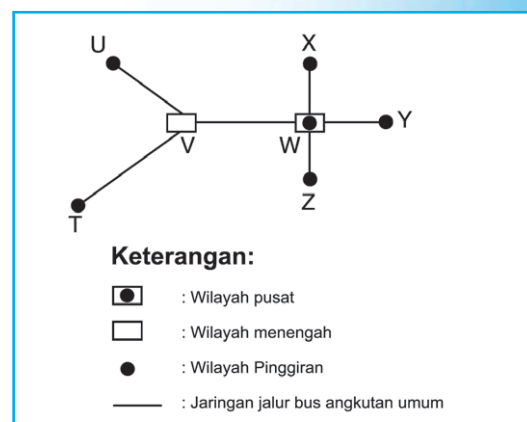 U
X
V
W
Y
Z
T
Keterangan:
: Wilayah pusat
: Wilayah menengah
: Wilayah Pinggiran
: Jaringan jalur bus angkutan umum